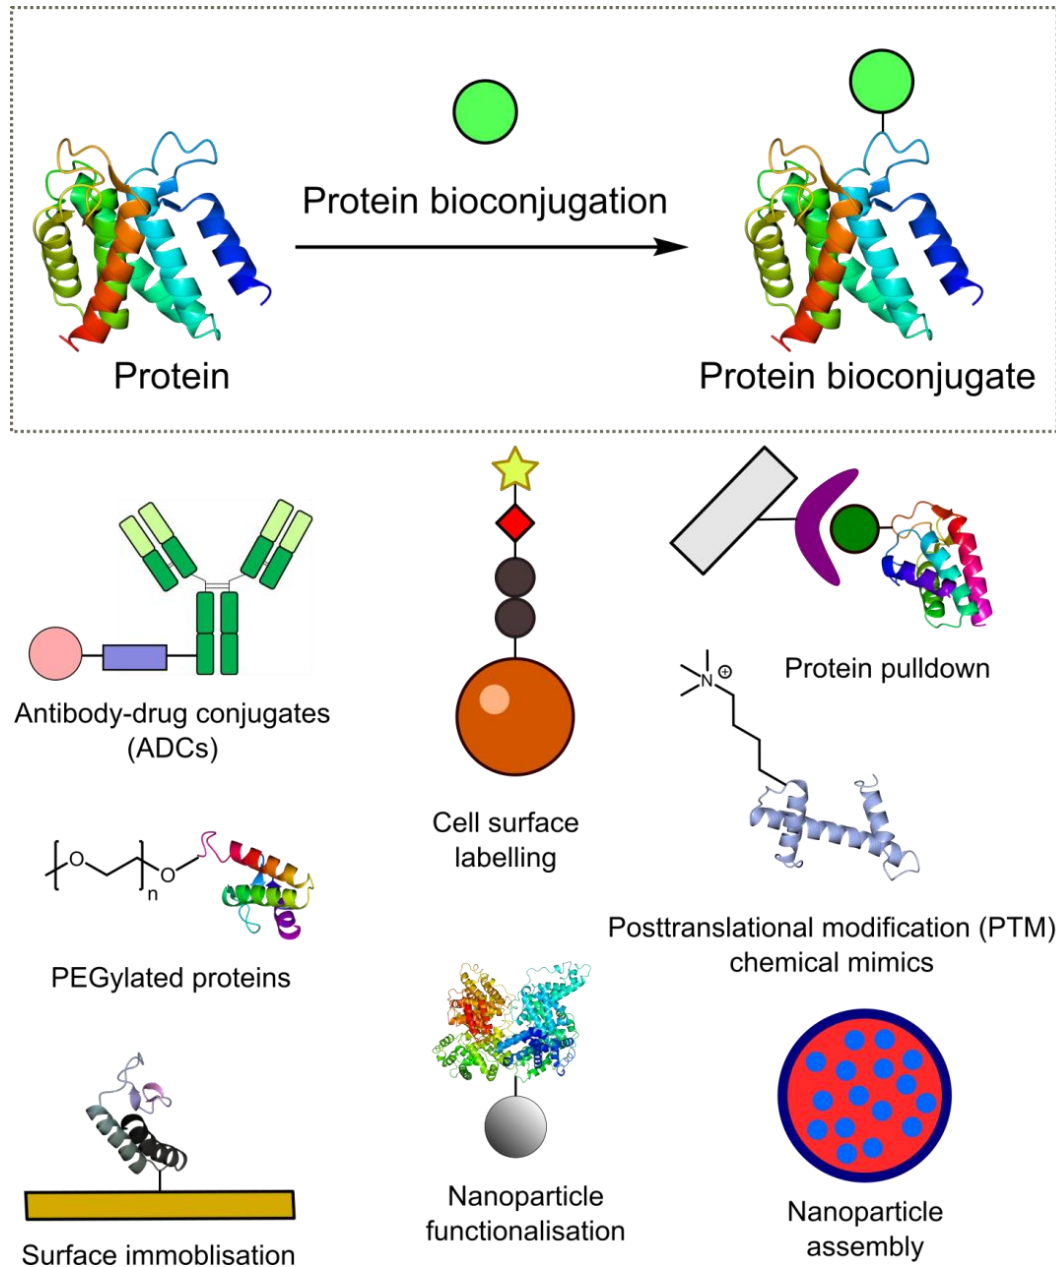 Protein bioconjugation
Protein
Protein bioconjugate
Antibody-drug conjugates
(ADCs)
Cell surface
labelling
Protein pulldown
N
⊕
O
O
n
PEGylated proteins
Posttranslational modification (PTM)
chemical mimics
Surface immoblisation
Nanoparticle
functionalisation
Nanoparticle
assembly